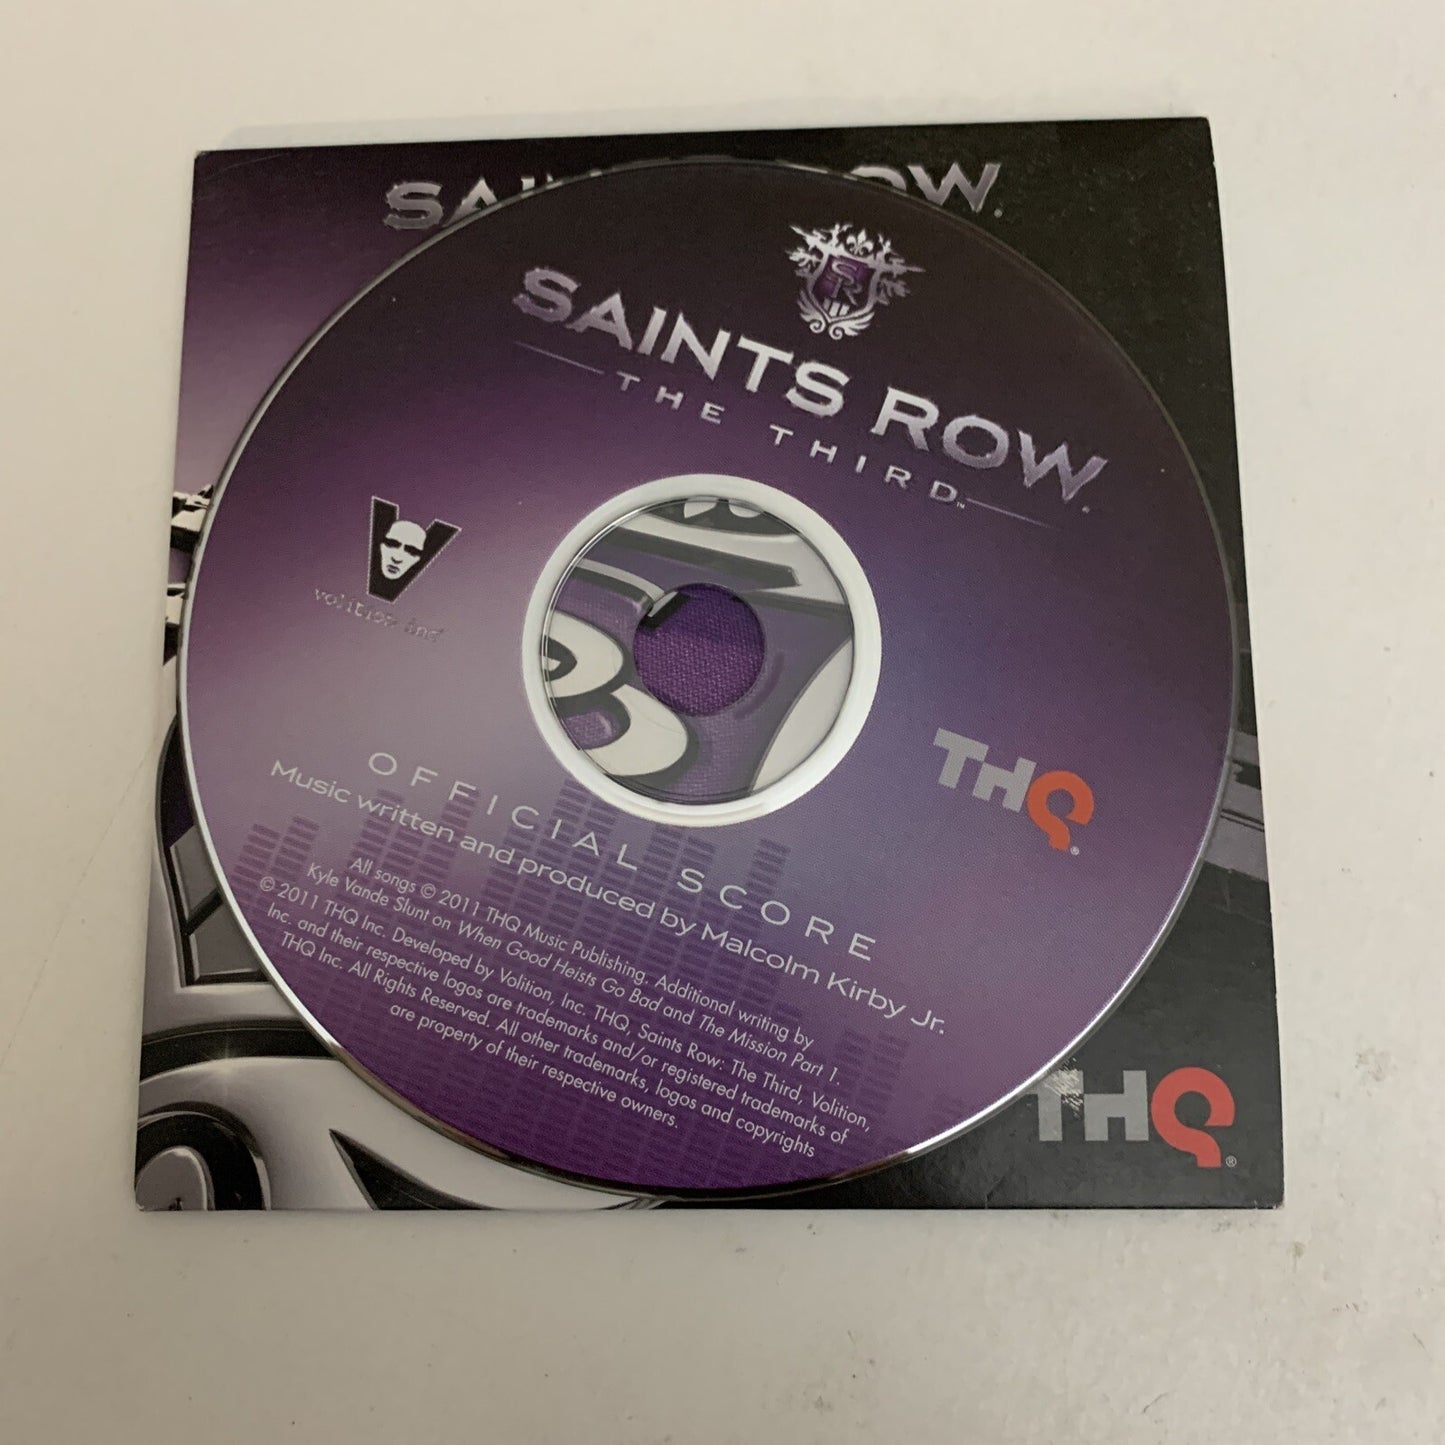 SAINTS ROW.
THE THIRD™
SR
volition inc
THQ®
OFFICIAL SCORE
Music written and produced by Malcolm Kirby Jr.
All songs © 2011 THQ Music Publishing. Additional writing by
Kyle Vande Slunt on When Good Heists Go Bad and The Mission Part 1.
© 2011 THQ Inc. Developed by Volition, Inc. THQ, Saints Row: The Third, Volition,
Inc. and their respective logos are trademarks and/or registered trademarks of
THQ Inc. All Rights Reserved. All other trademarks, logos and copyrights
are property of their respective owners.
THQ®